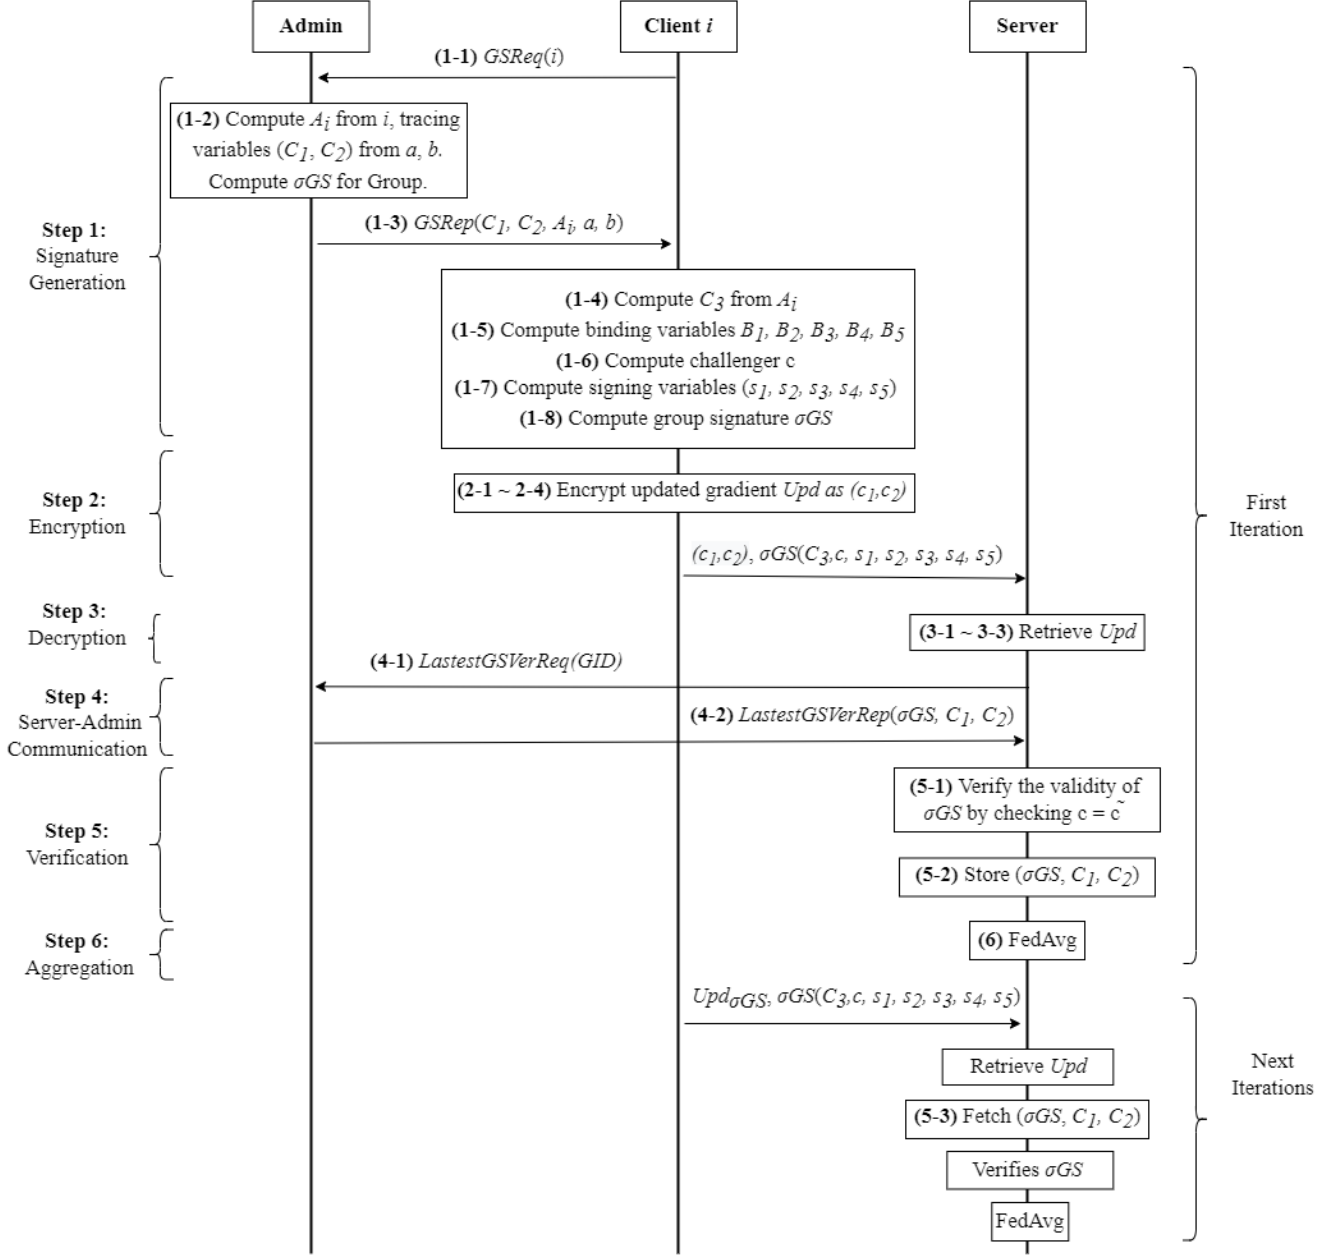 Admin
Client i
Server
(1-1) GSReq(i)
(1-2) Compute Ai from i, tracing
variables (C1, C2) from a, b.
Compute σGS for Group.
(1-3) GSRep(C1, C2, Ai, a, b)
Step 1:
Signature
Generation
(1-4) Compute C3 from Ai
(1-5) Compute binding variables B1, B2, B3, B4, B5
(1-6) Compute challenger c
(1-7) Compute signing variables (s1, s2, s3, s4, s5)
(1-8) Compute group signature σGS
Step 2:
Encryption
(2-1 ~ 2-4) Encrypt updated gradient Upd as (c1,c2)
First
Iteration
(c1,c2), σGS(C3,c, s1, s2, s3, s4, s5)
Step 3:
Decryption
(3-1 ~ 3-3) Retrieve Upd
(4-1) LastestGSVerReq(GID)
Step 4:
Server-Admin
Communication
(4-2) LastestGSVerRep(σGS, C1, C2)
(5-1) Verify the validity of
σGS by checking c = c̃
Step 5:
Verification
(5-2) Store (σGS, C1, C2)
Step 6:
Aggregation
(6) FedAvg
UpdσGS, σGS(C3,c, s1, s2, s3, s4, s5)
Retrieve Upd
Next
Iterations
(5-3) Fetch (σGS, C1, C2)
Verifies σGS
FedAvg